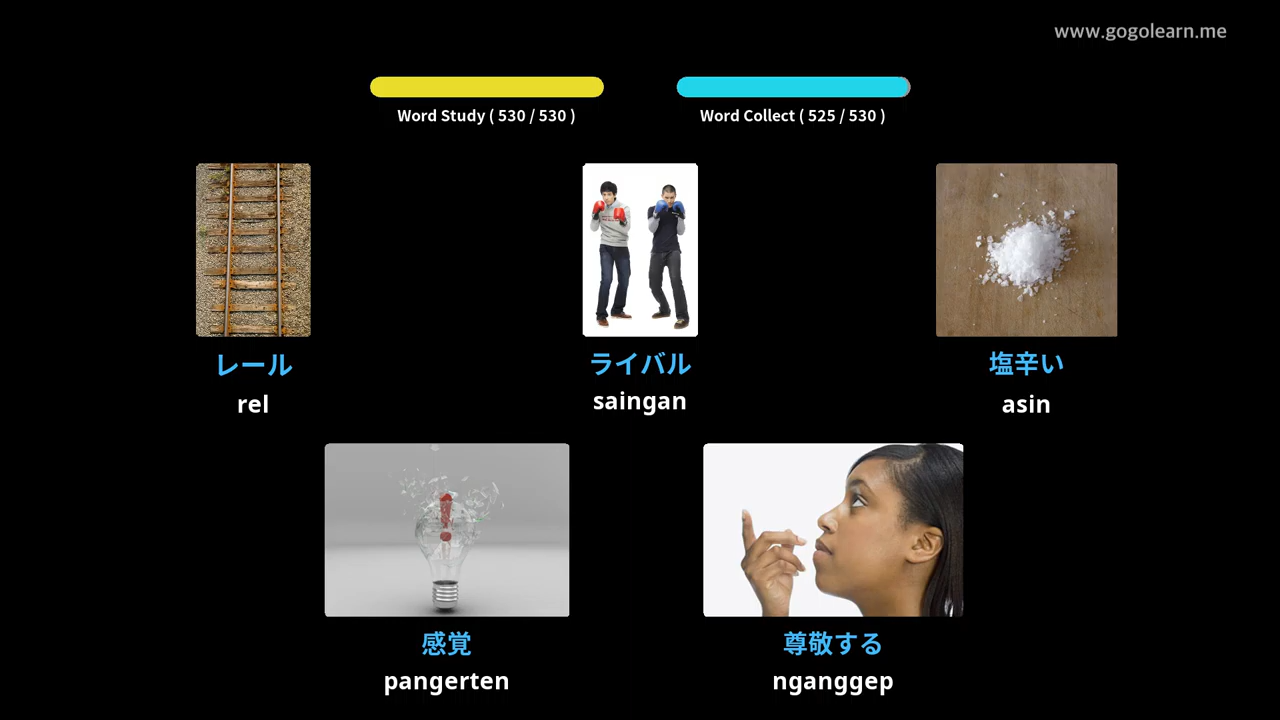 www.gogolearn.me
Word Study ( 530 / 530 )
Word Collect ( 525 / 530 )
レール
rel
ライバル
saingan
塩辛い
asin
感覚
pangerten
尊敬する
nganggep